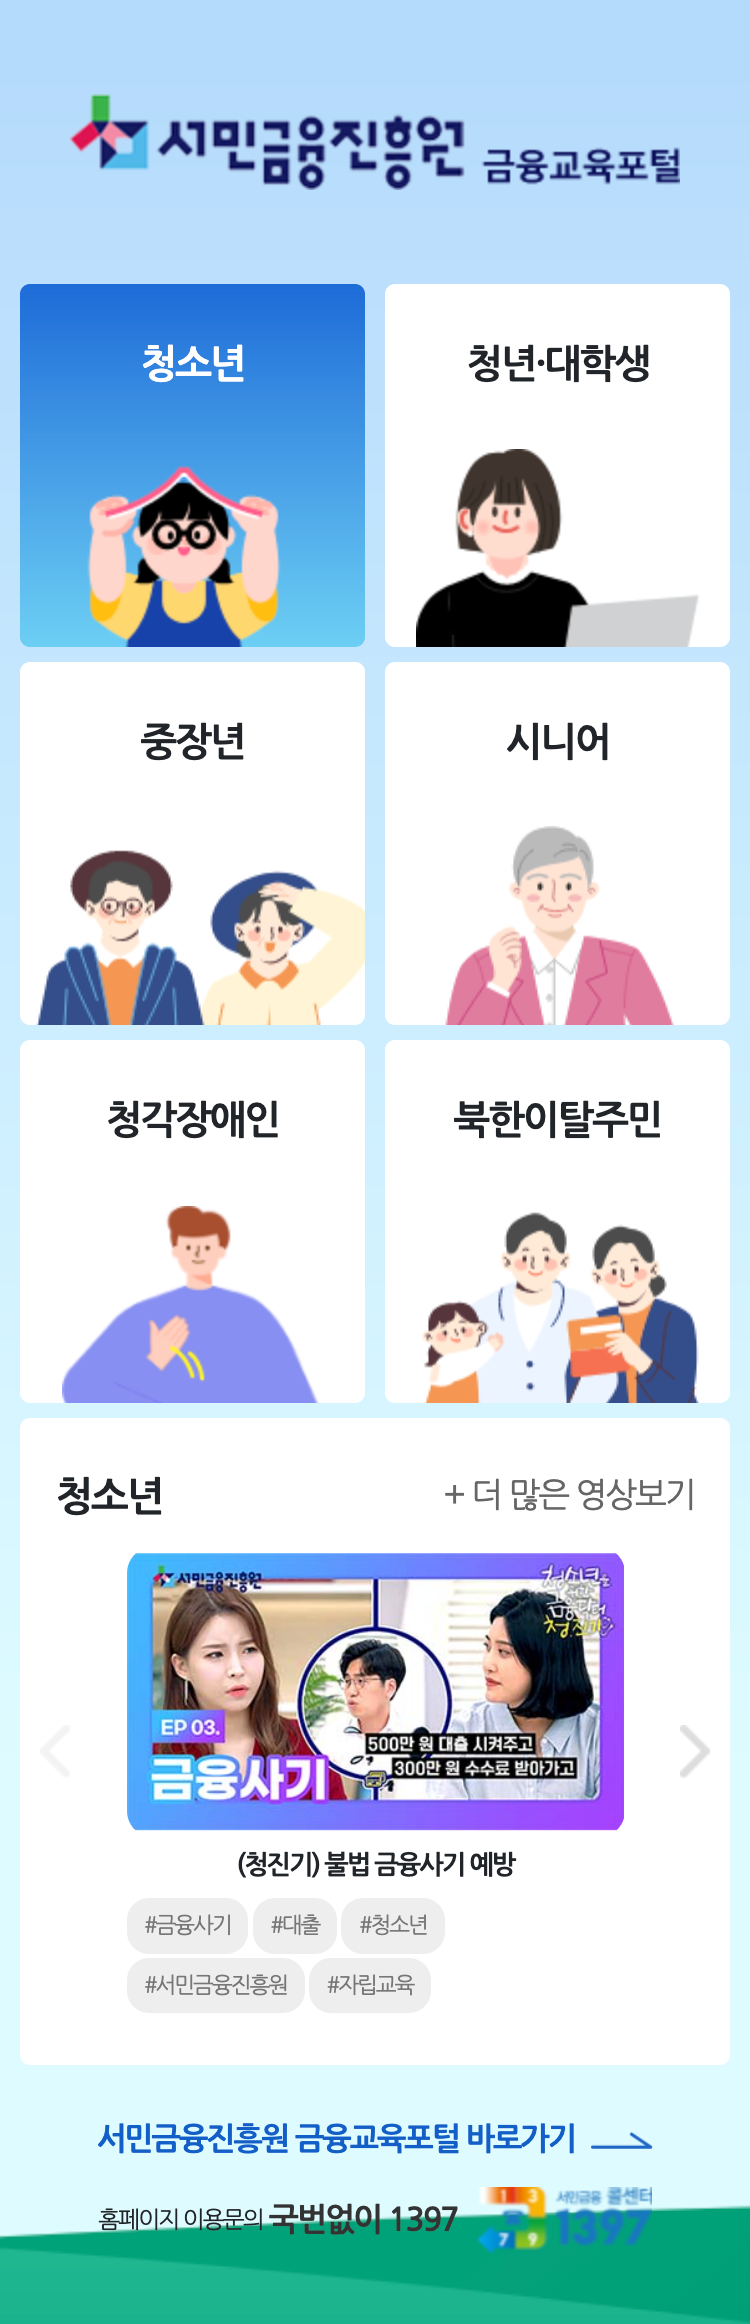 서민금융진흥원 금융교육포털
청소년
청년·대학생
중장년
시니어
청각장애인
북한이탈주민
청소년
+ 더 많은 영상보기
서민금융진흥원
청소년을
청.진.기
EP 03.
금융사기
500만 원 대출 시켜주고
300만 원 수수료 받아가고
(청진기) 불법 금융사기 예방
#금융사기 #대출 #청소년
#서민금융진흥원 #자립교육
서민금융진흥원 금융교육포털 바로가기
홈페이지 이용문의 국번없이 1397
1 3
7 9
서민금융 콜센터
1397